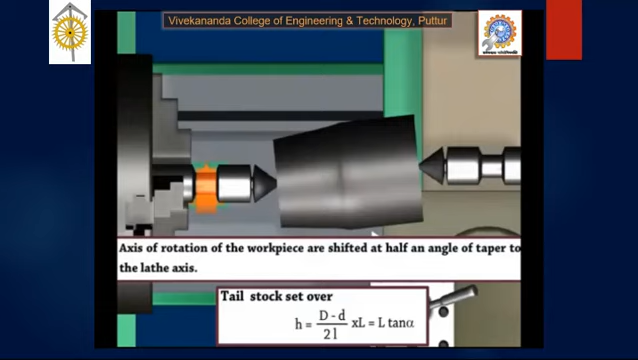 Vivekananda College of Engineering & Technology, Puttur
Axis of rotation of the workpiece are shifted at half an angle of taper to
the lathe axis.
Tail stock set over
h = D - d / 2 l xL = L tanα